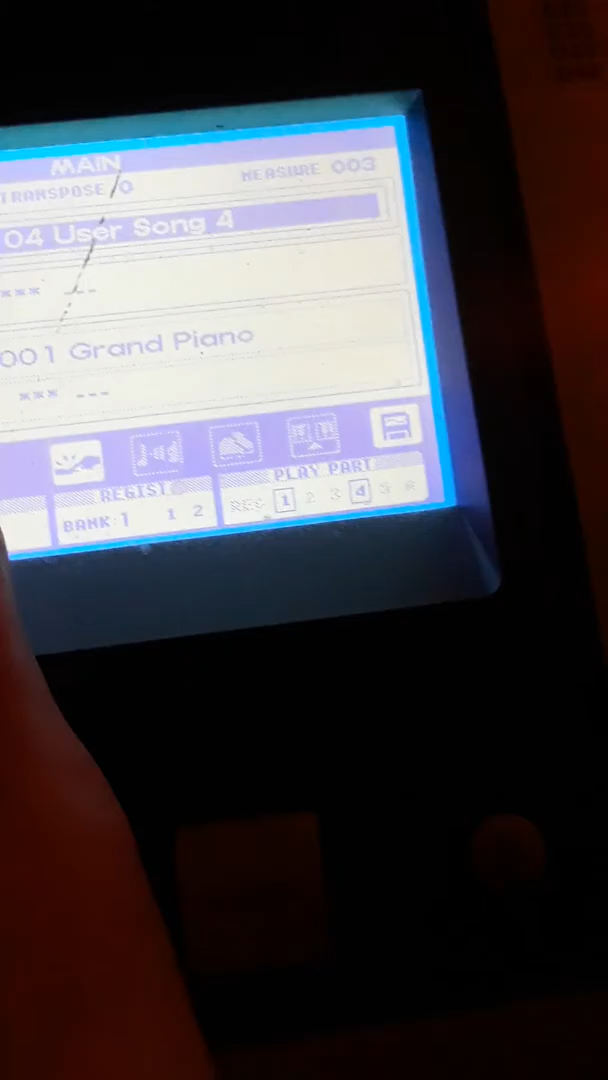 MAIN
TRANSPOSE 0 MEASURE 003
04 User Song 4
*** ---
001 Grand Piano
*** ---
REGIST PLAY PART
BANK 1 1 2 REC 1 2 3 4 5 A